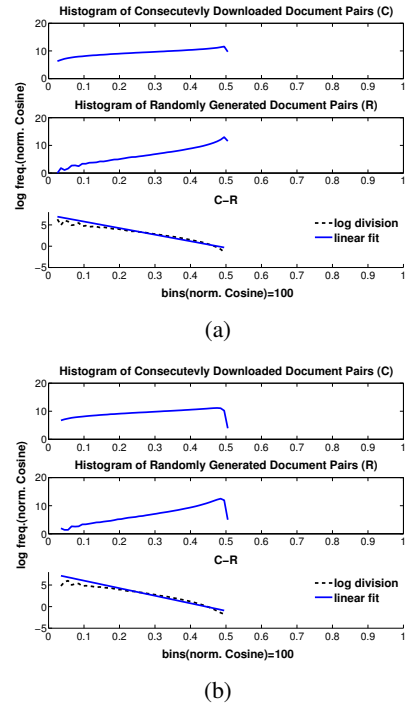 Histogram of Consecutevly Downloaded Document Pairs (C)
20
10
0
0 0.1 0.2 0.3 0.4 0.5 0.6 0.7 0.8 0.9 1
Histogram of Randomly Generated Document Pairs (R)
20
10
0
0 0.1 0.2 0.3 0.4 0.5 0.6 0.7 0.8 0.9 1
log freq.(norm. Cosine)
C−R
5
0
−5
log division
linear fit
0 0.1 0.2 0.3 0.4 0.5 0.6 0.7 0.8 0.9 1
bins(norm. Cosine)=100
(a)
Histogram of Consecutevly Downloaded Document Pairs (C)
20
10
0
0 0.1 0.2 0.3 0.4 0.5 0.6 0.7 0.8 0.9 1
Histogram of Randomly Generated Document Pairs (R)
20
10
0
0 0.1 0.2 0.3 0.4 0.5 0.6 0.7 0.8 0.9 1
log freq.(norm. Cosine)
C−R
5
0
−5
log division
linear fit
0 0.1 0.2 0.3 0.4 0.5 0.6 0.7 0.8 0.9 1
bins(norm. Cosine)=100
(b)